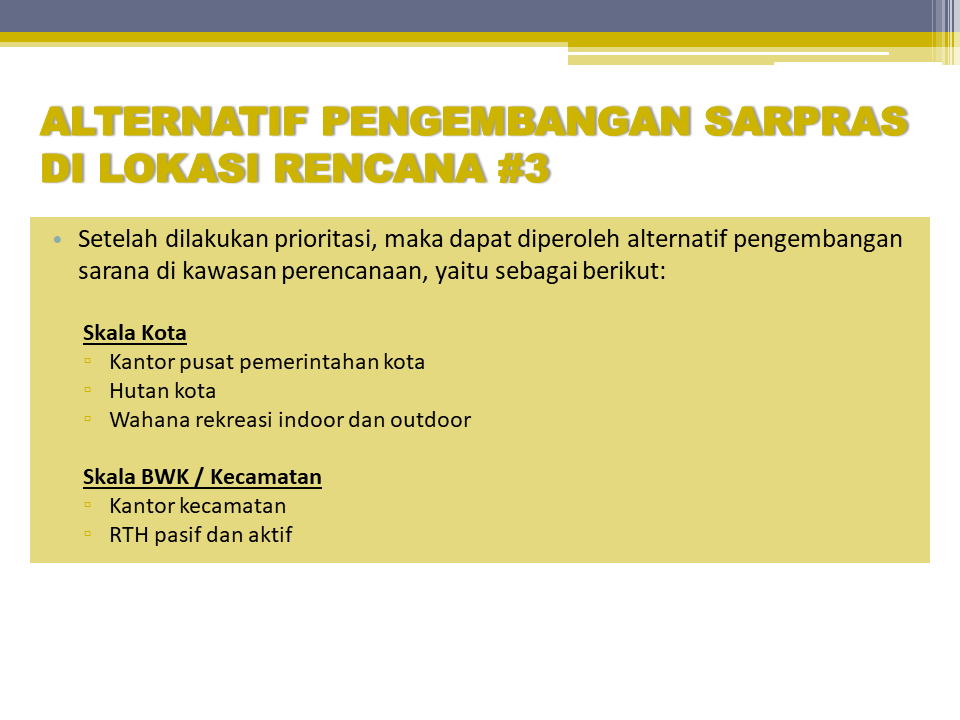 ALTERNATIF PENGEMBANGAN SARPRAS
DI LOKASI RENCANA #3
• Setelah dilakukan prioritasi, maka dapat diperoleh alternatif pengembangan
sarana di kawasan perencanaan, yaitu sebagai berikut:
Skala Kota
▫ Kantor pusat pemerintahan kota
▫ Hutan kota
▫ Wahana rekreasi indoor dan outdoor
Skala BWK / Kecamatan
▫ Kantor kecamatan
▫ RTH pasif dan aktif